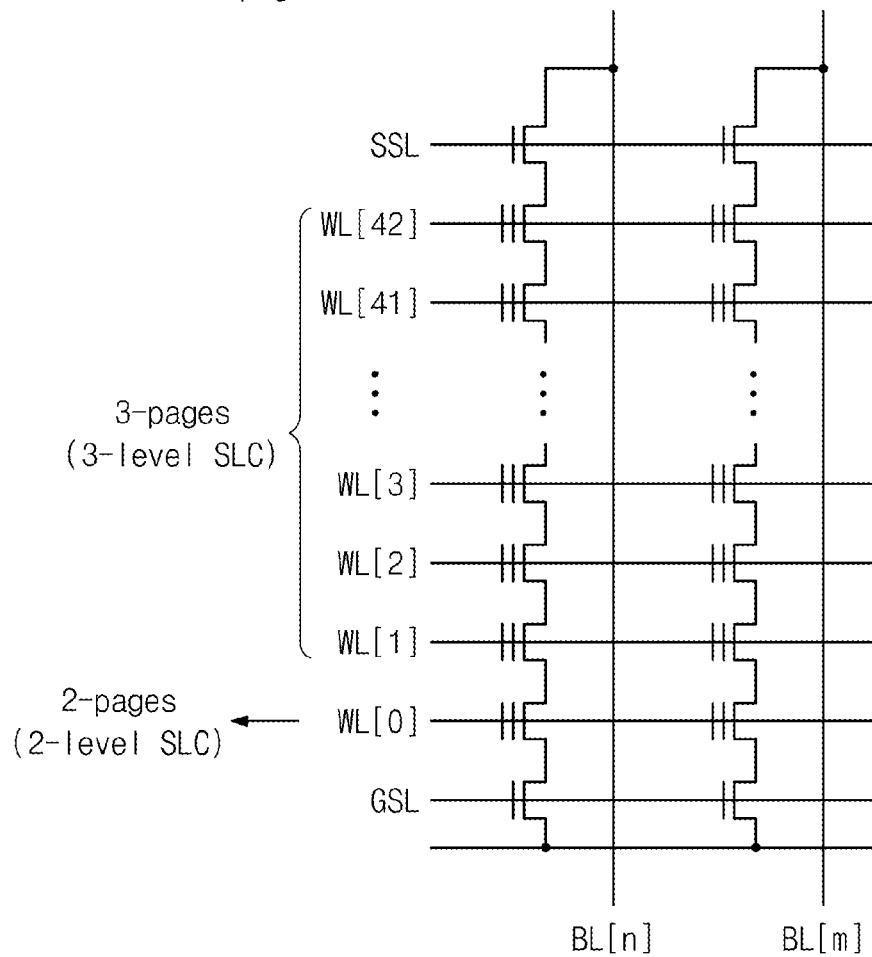 SSL
WL[42]
WL[41]
3-pages
(3-level SLC)
WL[3]
WL[2]
WL[1]
2-pages
(2-level SLC)
WL[0]
GSL
BL[n] BL[m]